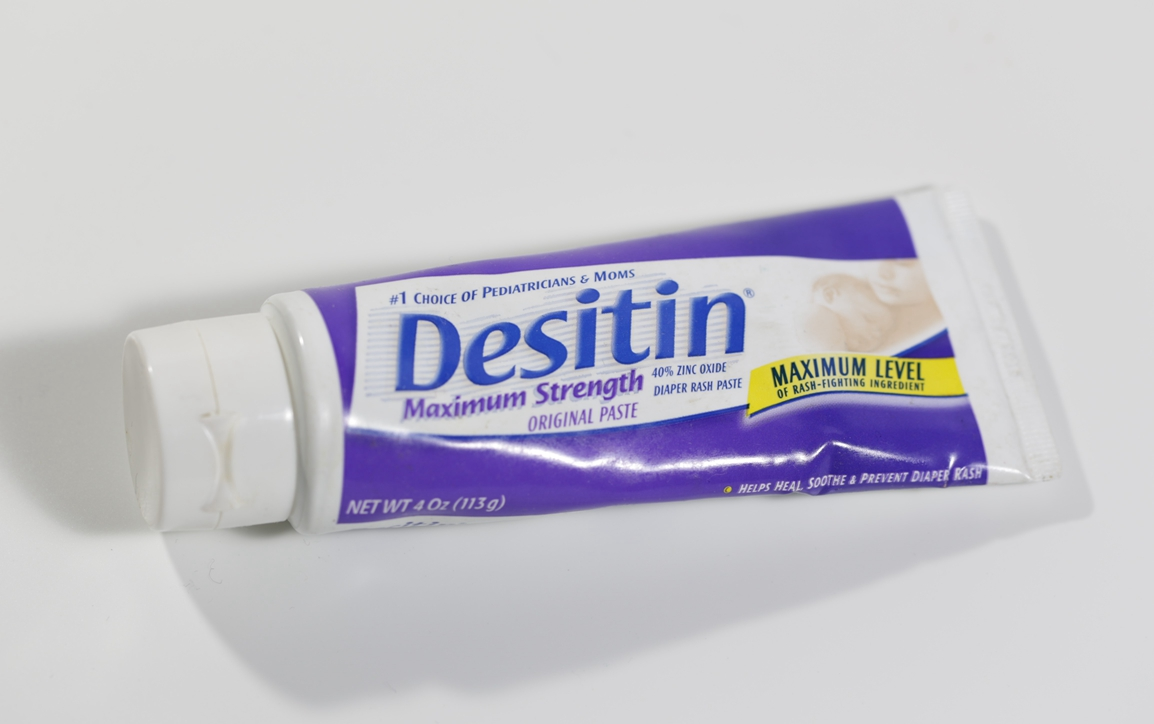 #1 CHOICE OF PEDIATRICIANS & MOMS
Desitin®
Maximum Strength
ORIGINAL PASTE
40% ZINC OXIDE
DIAPER RASH PASTE
MAXIMUM LEVEL
OF RASH-FIGHTING INGREDIENT
HELPS HEAL, SOOTHE & PREVENT DIAPER RASH
NET WT 4 Oz (113 g)